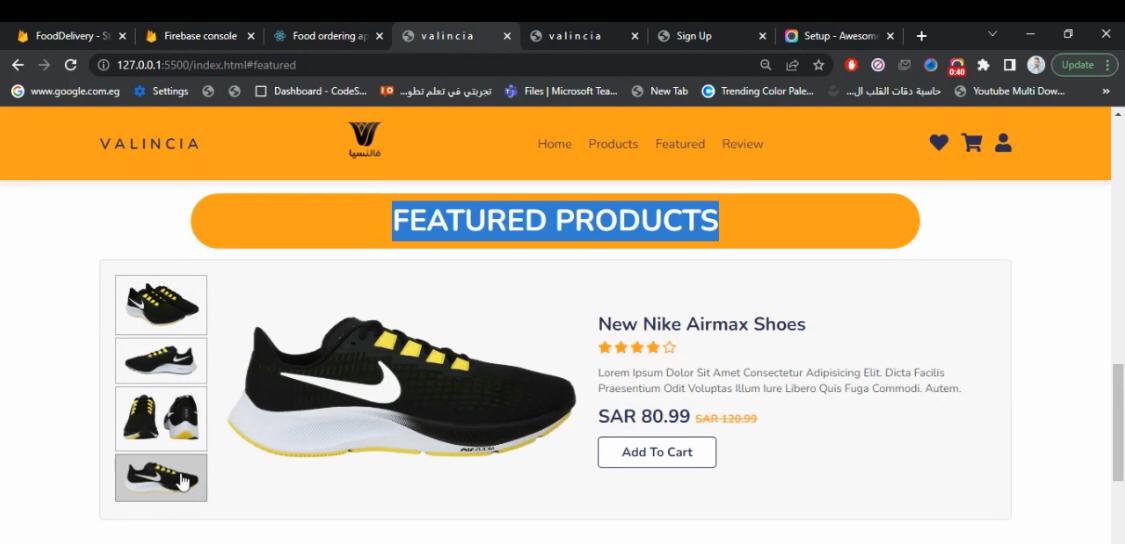 FoodDelivery - St
Firebase console
Food ordering ap
v a l i n c i a
v a l i n c i a
Sign Up
Setup - Awesom
127.0.0.1:5500/index.html#featured
0:40
Update
www.google.com.eg
Settings
Dashboard - CodeS...
تجربتي في تعلم تطو...
Files | Microsoft Tea...
New Tab
Trending Color Pale...
حاسبة دقات القلب ال...
Youtube Multi Dow...
VALINCIA
فالنسيا
Home
Products
Featured
Review
FEATURED PRODUCTS
New Nike Airmax Shoes
Lorem Ipsum Dolor Sit Amet Consectetur Adipisicing Elit. Dicta Facilis
Praesentium Odit Voluptas Illum Iure Libero Quis Fuga Commodi. Autem.
SAR 80.99 SAR 120.99
Add To Cart